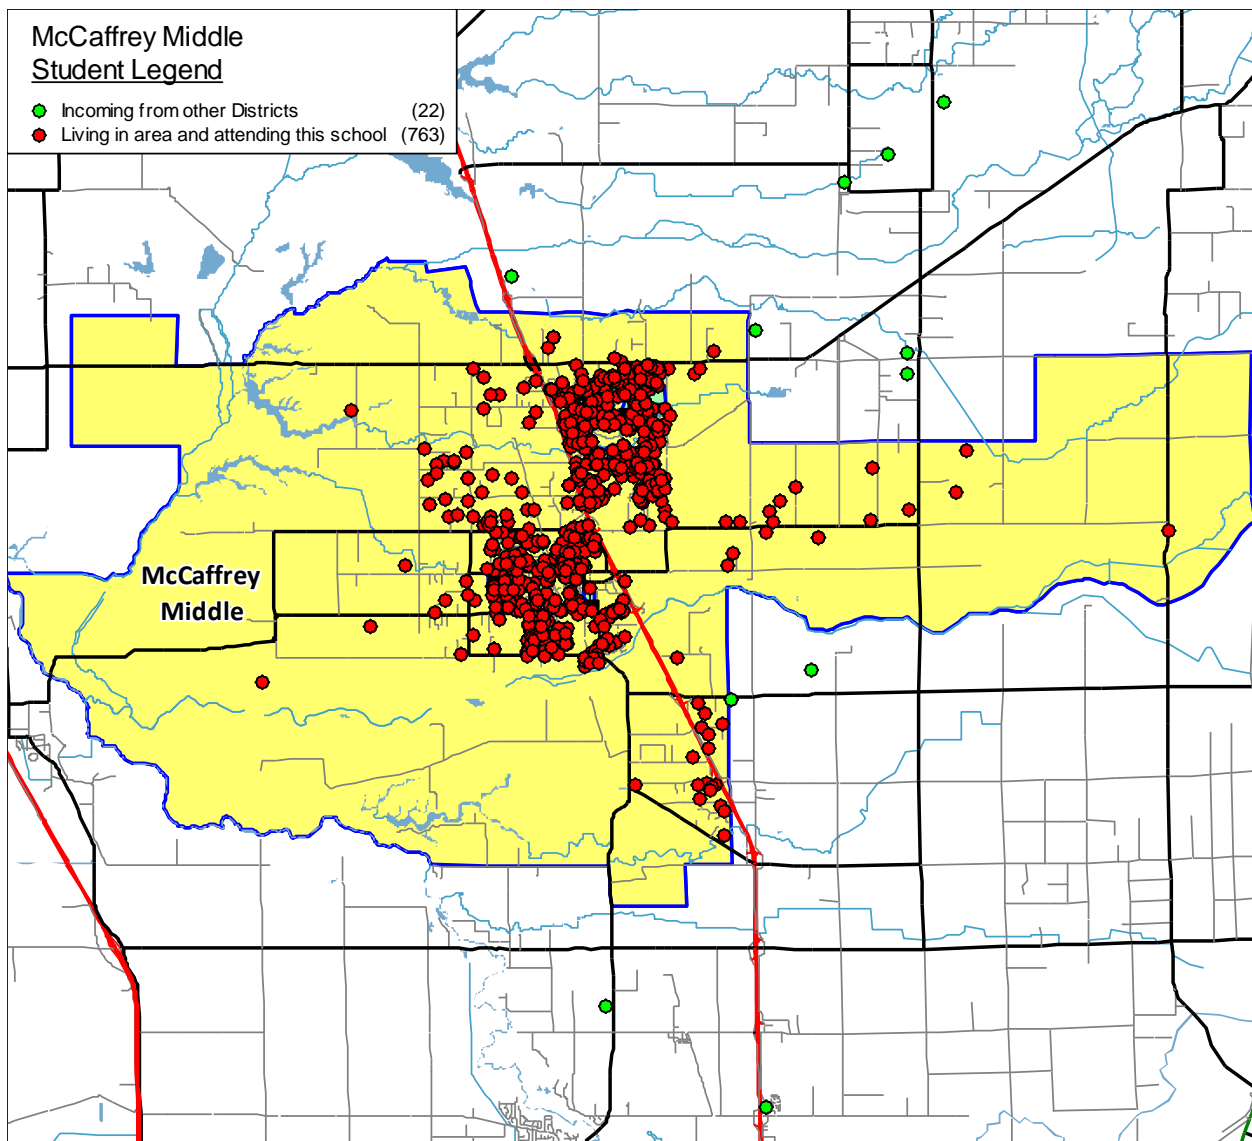 McCaffrey Middle
Student Legend
Incoming from other Districts (22)
Living in area and attending this school (763)
McCaffrey
Middle